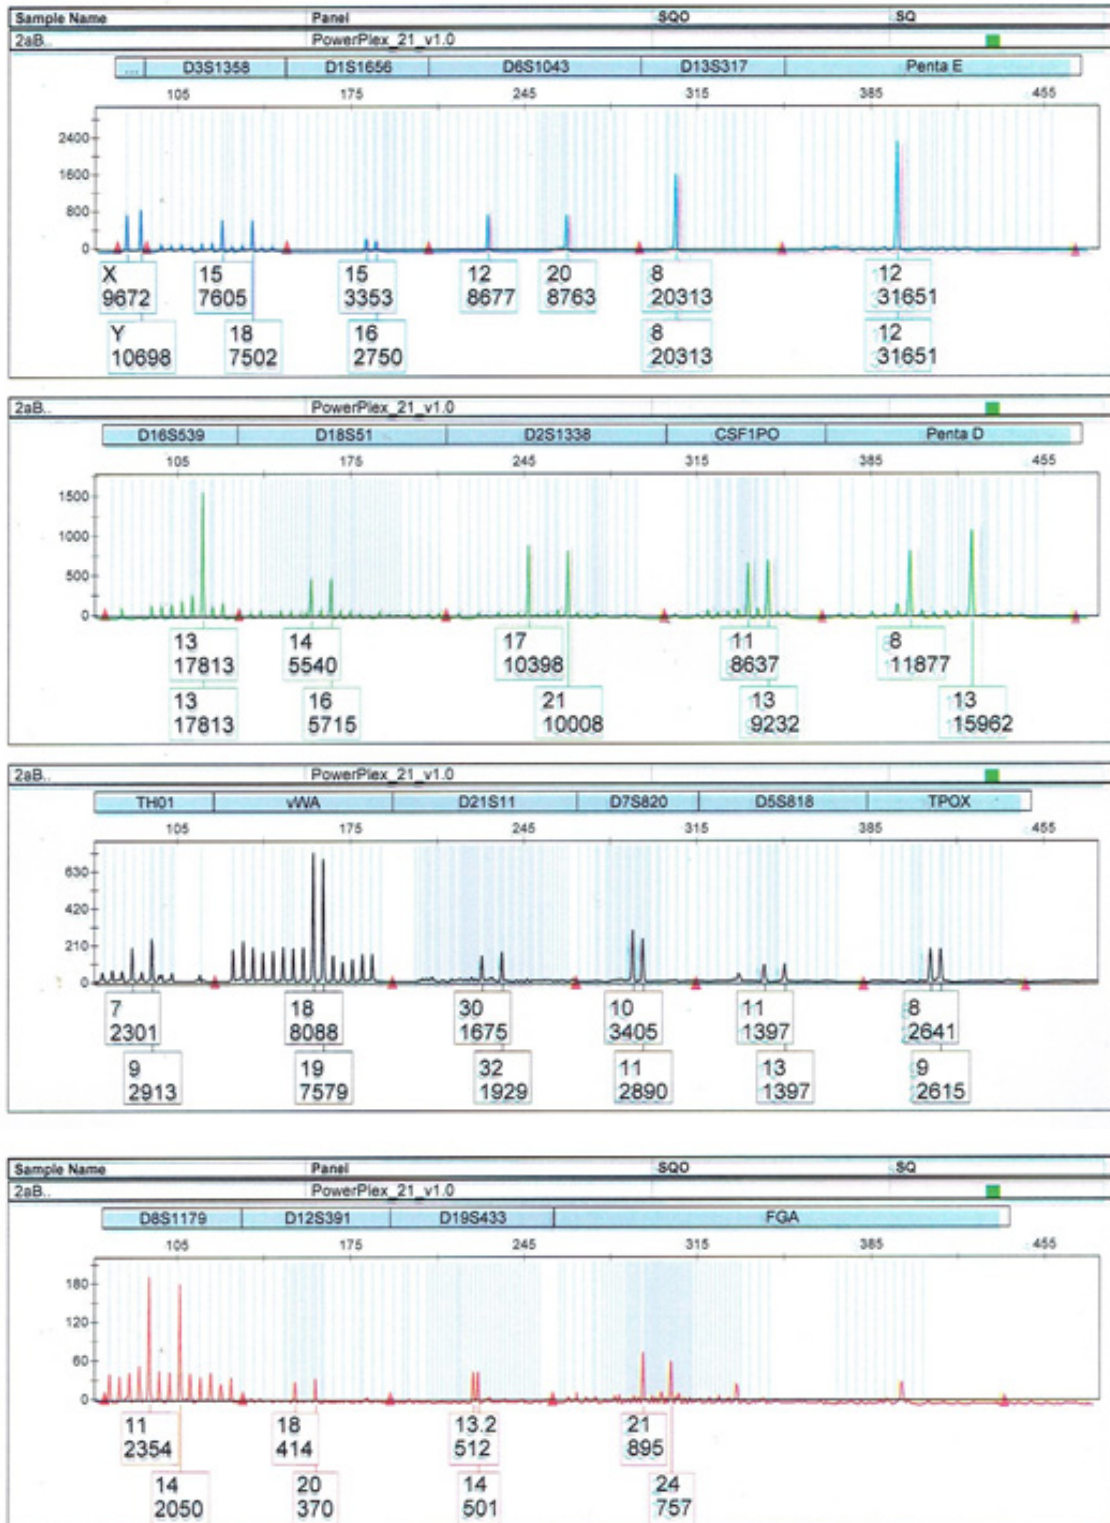 Sample Name Panel SQO SQ
2aB.. PowerPlex_21_v1.0
... D3S1358 D1S1656 D6S1043 D13S317 Penta E
105 175 245 315 385 455
2400
1600
800
0
X 15 15 12 20 8 12
9672 7605 3353 8677 8763 20313 31651
Y 18 16 8 12
10698 7502 2750 20313 31651
2aB.. PowerPlex_21_v1.0
D16S539 D18S51 D2S1338 CSF1PO Penta D
105 175 245 315 385 455
1500
1000
500
0
13 14 17 11 8
17813 5540 10398 8637 11877
13 16 21 13 13
17813 5715 10008 9232 15962
2aB.. PowerPlex_21_v1.0
TH01 vWA D21S11 D7S820 D5S818 TPOX
105 175 245 315 385 455
630
420
210
0
7 18 30 10 11 8
2301 8088 1675 3405 1397 2641
9 19 32 11 13 9
2913 7579 1929 2890 1397 2615
Sample Name Panel SQO SQ
2aB.. PowerPlex_21_v1.0
D8S1179 D12S391 D19S433 FGA
105 175 245 315 385 455
180
120
60
0
11 18 13.2 21
2354 414 512 895
14 20 14 24
2050 370 501 757